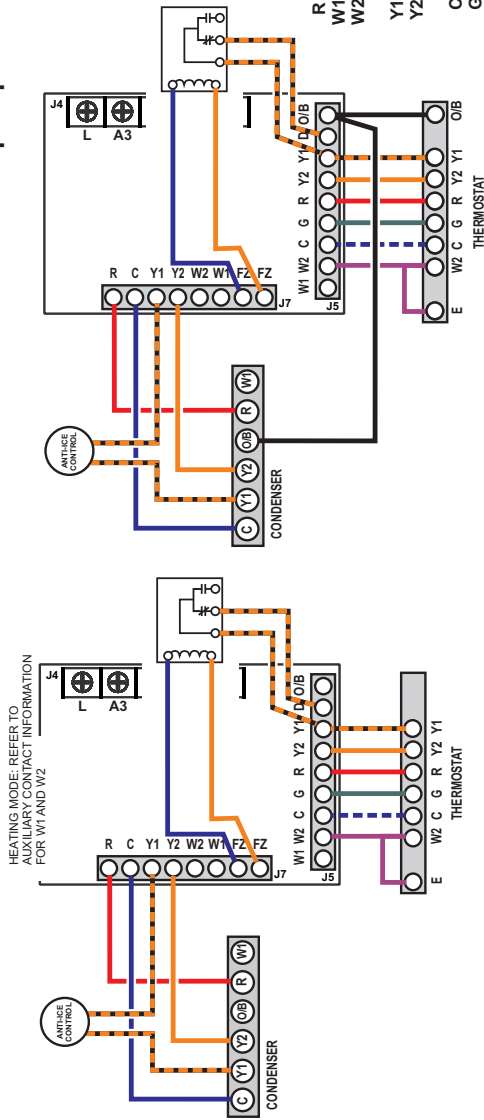 J4
L
A3
R
C
Y1
Y2
W2
W1
FZ
FZ
J7
ANTI-ICE
CONTROL
C
Y1
Y2
O/B
R
W1
CONDENSER
W1
W2
C
G
R
Y2
Y1
D
O/B
J5
E
W2
C
G
R
Y2
Y1
O/B
THERMOSTAT
R
W1
W2
Y1
Y2
C
G
HEATING MODE: REFER TO
AUXILIARY CONTACT INFORMATION
FOR W1 AND W2
J4
L
A3
R
C
Y1
Y2
W2
W1
FZ
FZ
J7
ANTI-ICE
CONTROL
C
Y1
Y2
O/B
R
W1
CONDENSER
W1
W2
C
G
R
Y2
Y1
D
O/B
J5
E
W2
C
G
R
Y2
Y1
THERMOSTAT